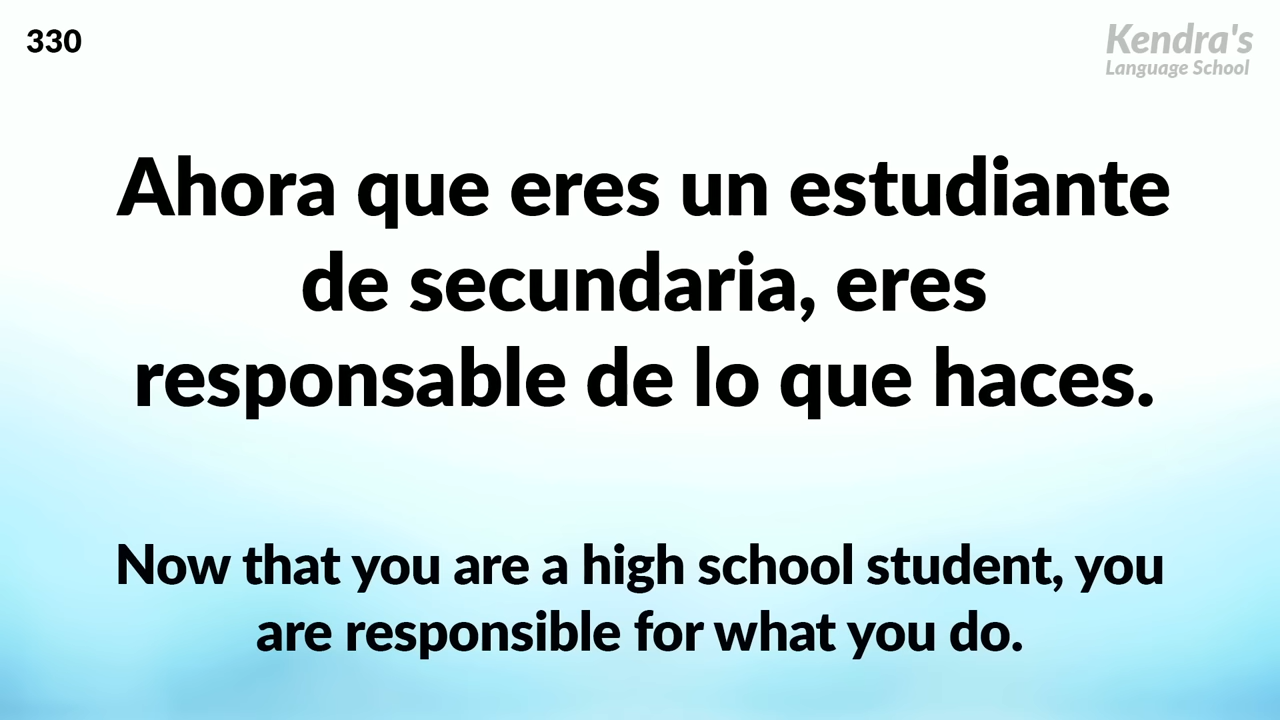 330
Kendra's
Language School
Ahora que eres un estudiante
de secundaria, eres
responsable de lo que haces.
Now that you are a high school student, you
are responsible for what you do.